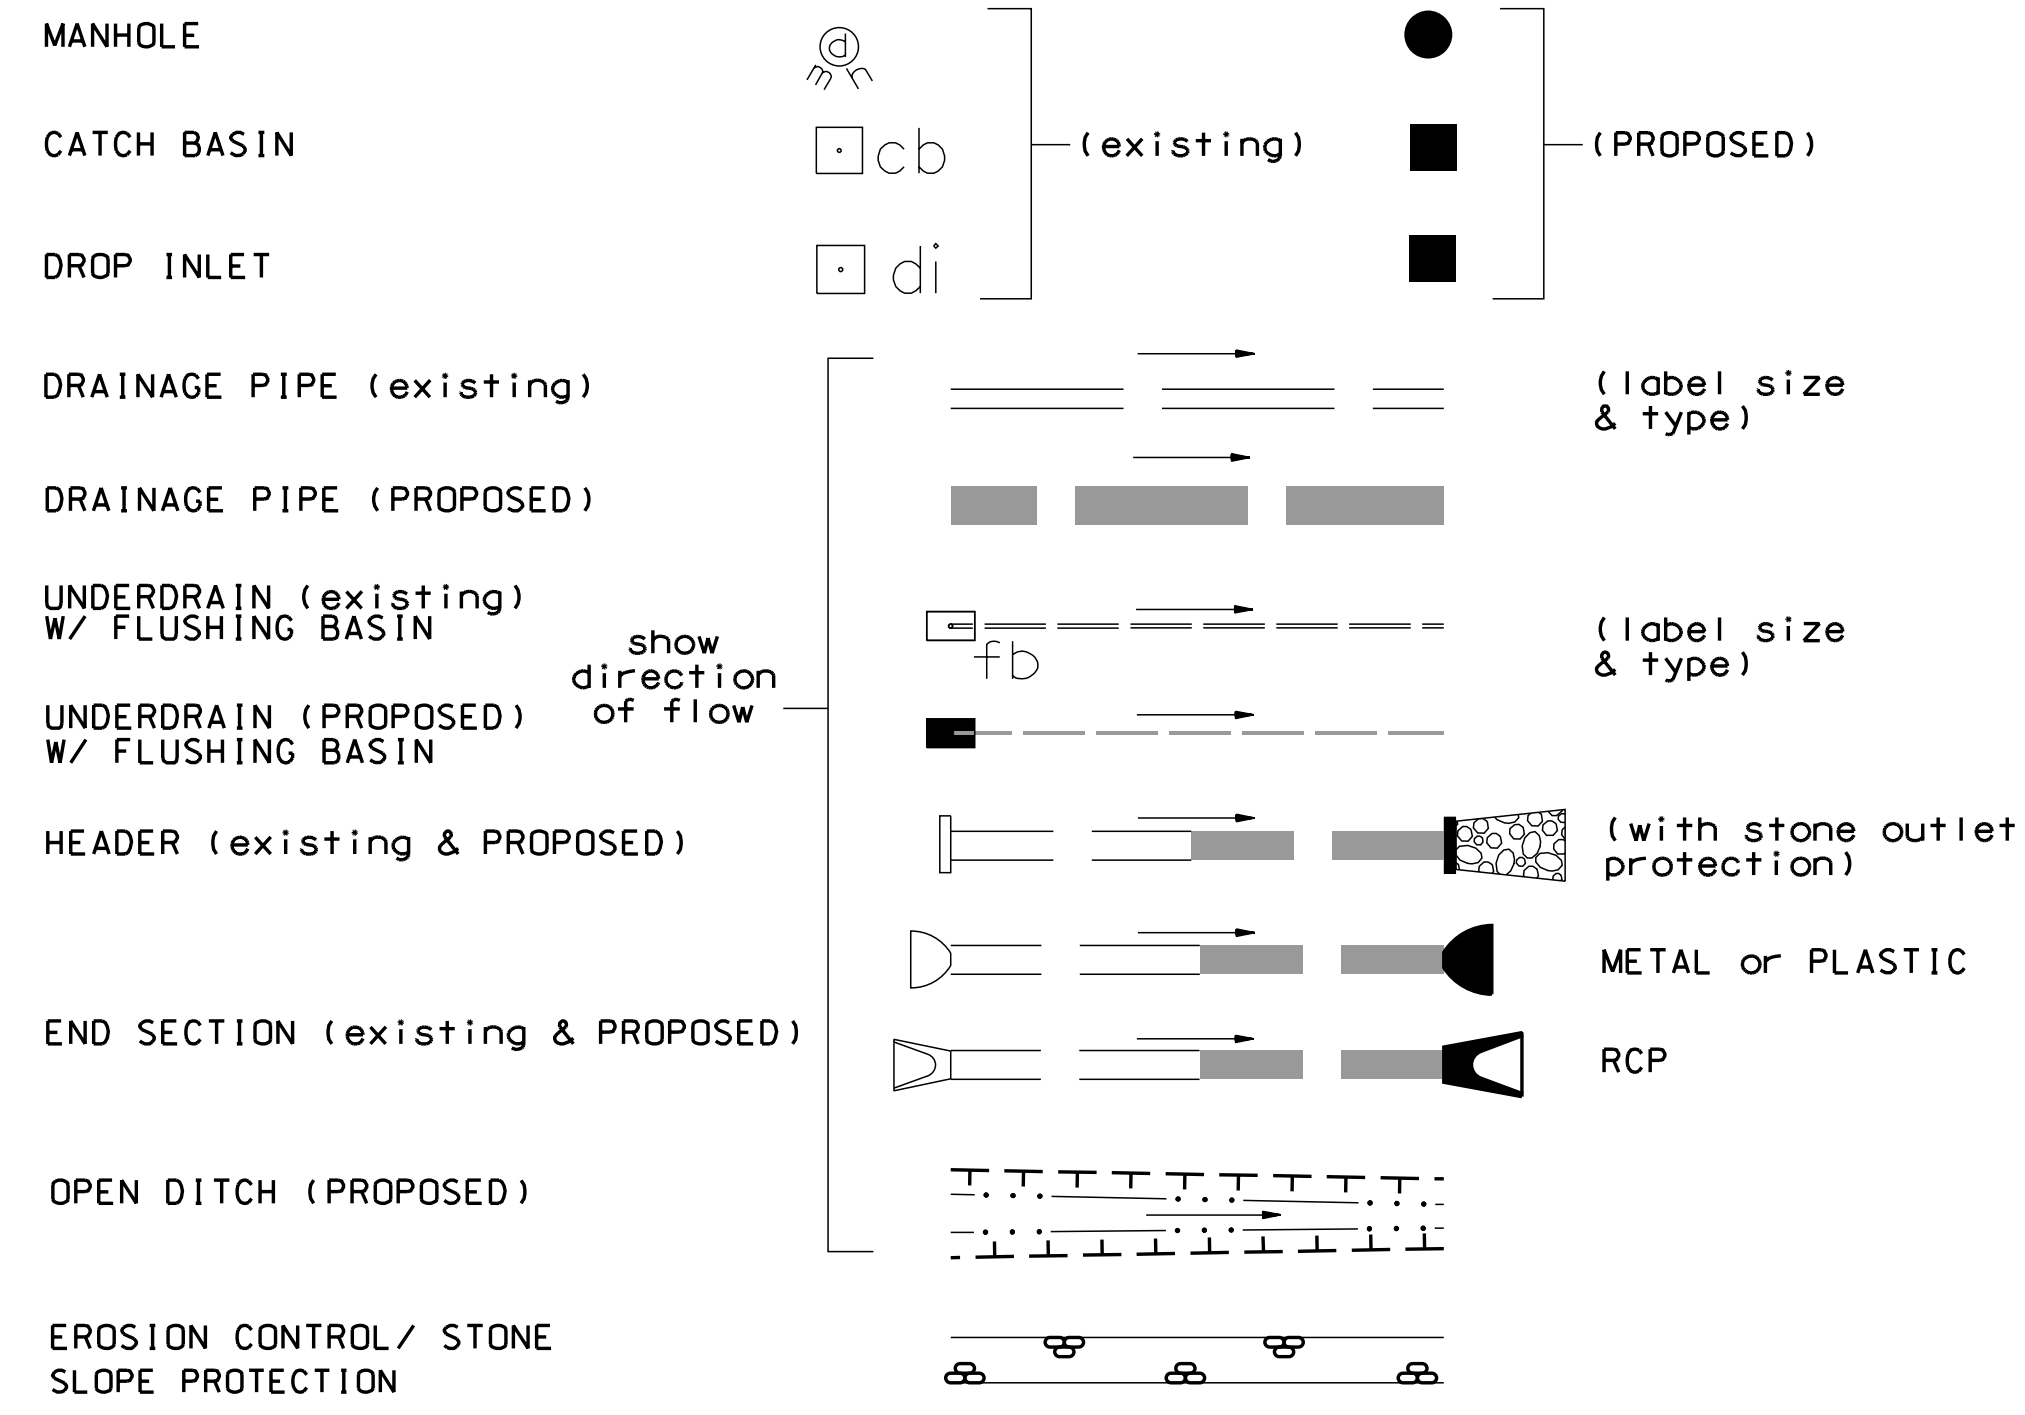 MANHOLE
d
mh
CATCH BASIN
cb
(existing)
(PROPOSED)
DROP INLET
di
DRAINAGE PIPE (existing)
(label size
& type)
DRAINAGE PIPE (PROPOSED)
UNDERDRAIN (existing)
W/ FLUSHING BASIN
fb
(label size
& type)
show
direction
of flow
UNDERDRAIN (PROPOSED)
W/ FLUSHING BASIN
HEADER (existing & PROPOSED)
(with stone outlet
protection)
METAL or PLASTIC
END SECTION (existing & PROPOSED)
RCP
OPEN DITCH (PROPOSED)
EROSION CONTROL/ STONE
SLOPE PROTECTION